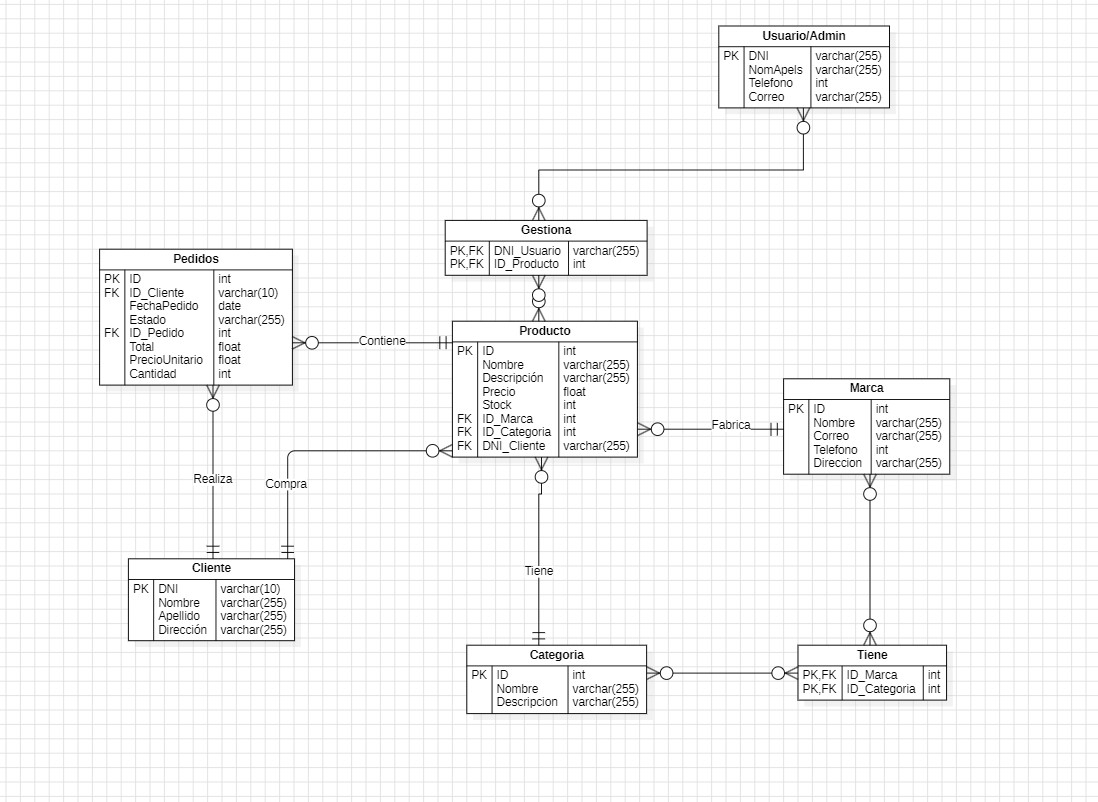 Usuario/Admin
PK DNI varchar(255)
NomApels varchar(255)
Telefono int
Correo varchar(255)
Gestiona
PK,FK DNI_Usuario varchar(255)
PK,FK ID_Producto int
Pedidos
PK ID int
FK ID_Cliente varchar(10)
FechaPedido date
Estado varchar(255)
FK ID_Pedido int
Total float
PrecioUnitario float
Cantidad int
Contiene
Producto
PK ID int
Nombre varchar(255)
Descripción varchar(255)
Precio float
Stock int
FK ID_Marca int
FK ID_Categoria int
FK DNI_Cliente varchar(255)
Fabrica
Marca
PK ID int
Nombre varchar(255)
Correo varchar(255)
Telefono int
Direccion varchar(255)
Realiza
Compra
Tiene
Cliente
PK DNI varchar(10)
Nombre varchar(255)
Apellido varchar(255)
Dirección varchar(255)
Categoria
PK ID int
Nombre varchar(255)
Descripcion varchar(255)
Tiene
PK,FK ID_Marca int
PK,FK ID_Categoria int